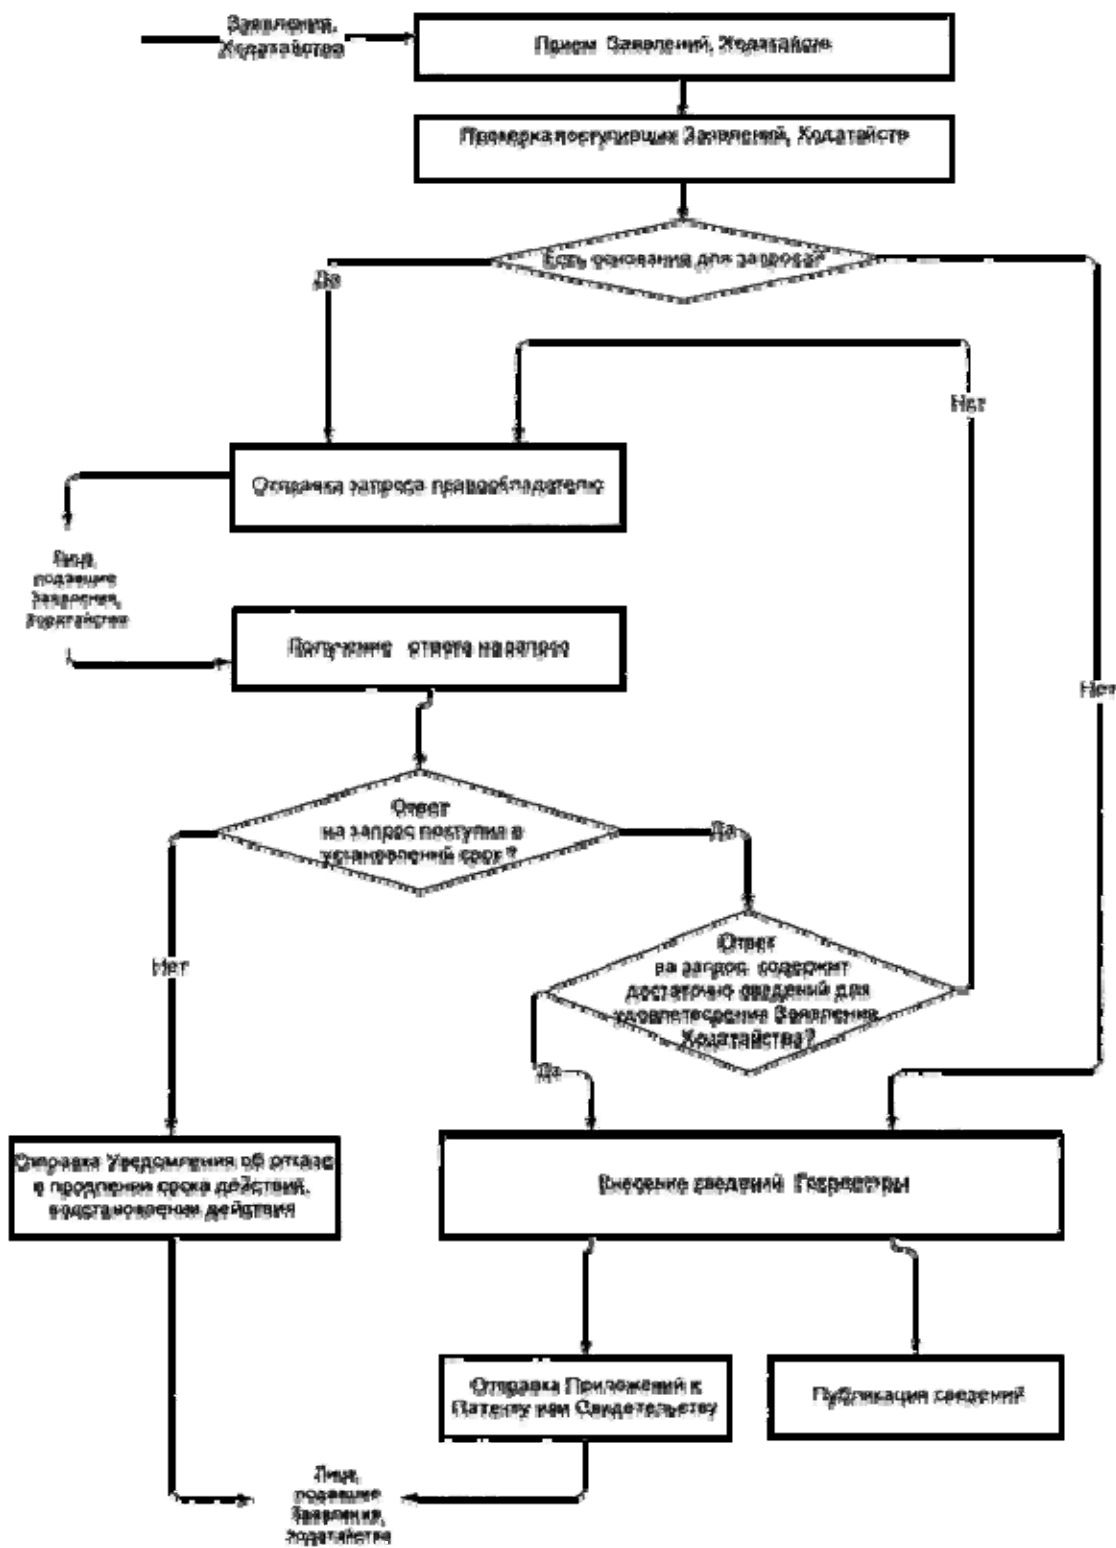 Заявления,
Ходатайства
Прием Заявлений, Ходатайств
Проверка поступивших Заявлений, Ходатайств
Есть основания для запроса?
Да
Нет
Отправка запроса правообладателю
Лица,
подавшие
Заявления,
Ходатайства
Получение ответа на запрос
Нет
Ответ
на запрос поступил в
установлений срок ?
Да
Нет
Ответ
на запрос содержит
достаточно сведений для
удовлетворения Заявления,
Ходатайства?
Да
Отправка Уведомления об отказе
в продлении срока действия,
восстановлении действия
Внесение сведений Госреестры
Отправка Приложений к
Патенту или Свидетельству
Публикация сведений
Лица,
подавшие
Заявления,
Ходатайства